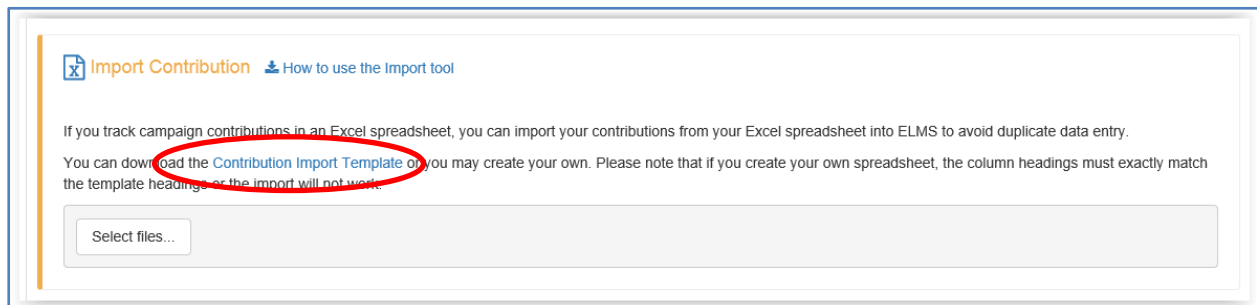 Import Contribution How to use the Import tool
If you track campaign contributions in an Excel spreadsheet, you can import your contributions from your Excel spreadsheet into ELMS to avoid duplicate data entry.
You can download the Contribution Import Template or you may create your own. Please note that if you create your own spreadsheet, the column headings must exactly match
the template headings or the import will not work.
Select files...